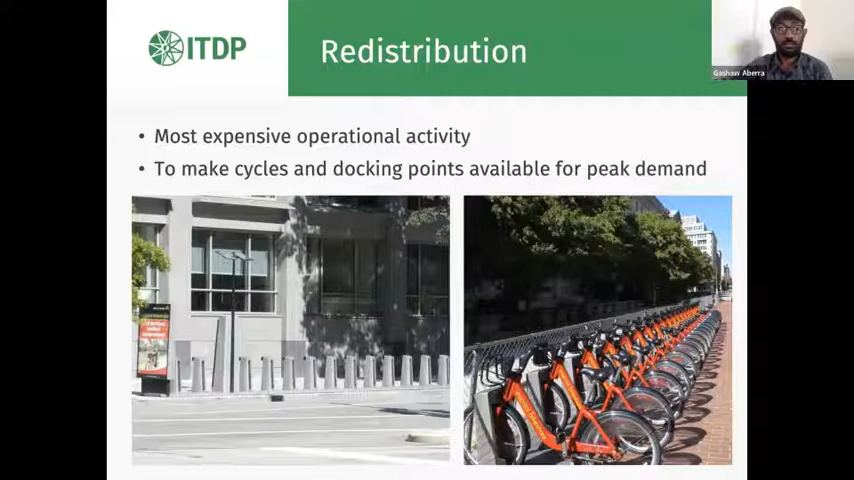 ITDP
Redistribution
Gashaw Aberra
• Most expensive operational activity
• To make cycles and docking points available for peak demand